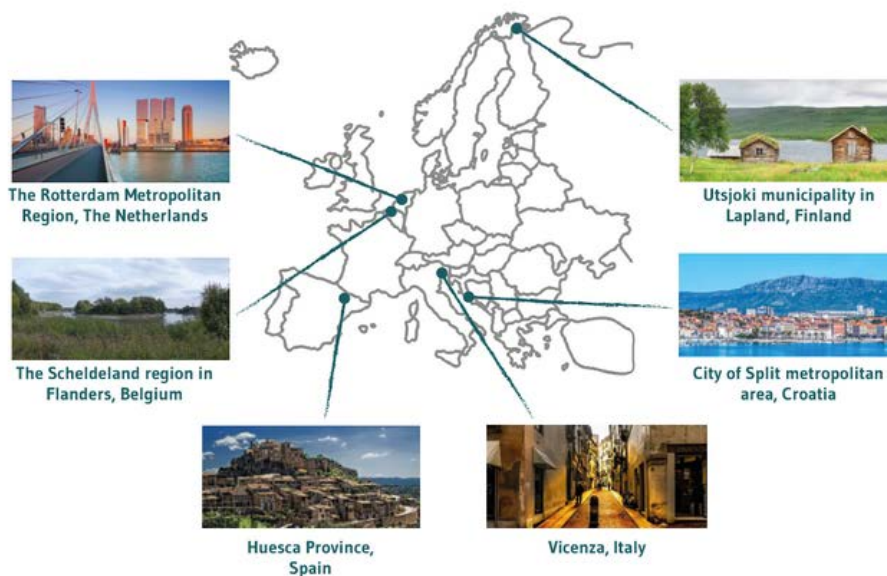 The Rotterdam Metropolitan
Region, The Netherlands
Utsjoki municipality in
Lapland, Finland
The Scheldeland region in
Flanders, Belgium
City of Split metropolitan
area, Croatia
Huesca Province,
Spain
Vicenza, Italy